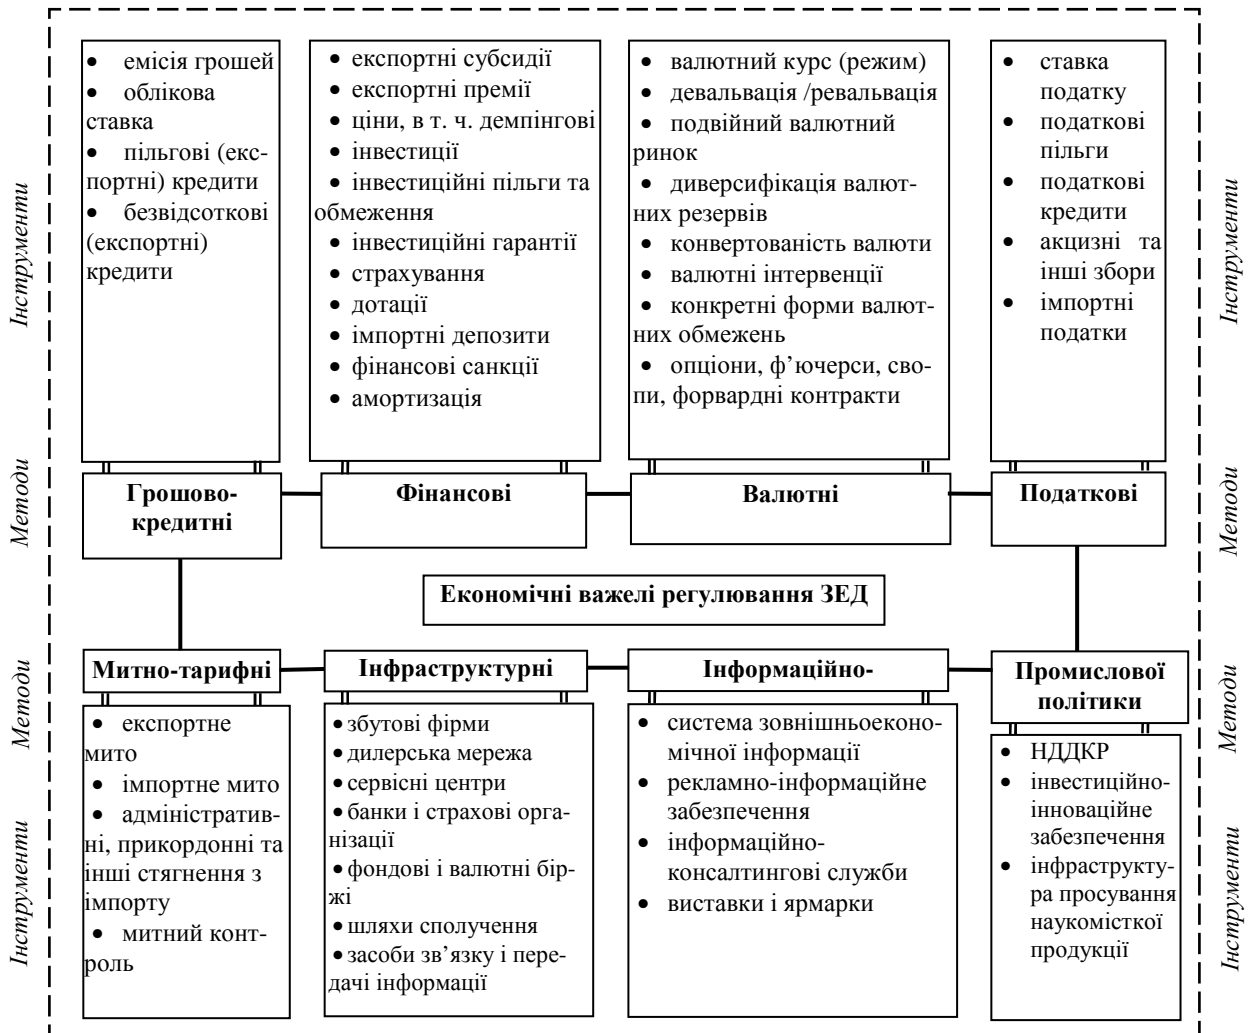 • емісія грошей
• облікова
ставка
• пільгові (екс-
портні) кредити
• безвідсоткові
(експортні)
кредити
• експортні субсидії
• експортні премії
• ціни, в т. ч. демпінгові
• інвестиції
• інвестиційні пільги та
обмеження
• інвестиційні гарантії
• страхування
• дотації
• імпортні депозити
• фінансові санкції
• амортизація
• валютний курс (режим)
• девальвація /ревальвація
• подвійний валютний
ринок
• диверсифікація валют-
них резервів
• конвертованість валюти
• валютні інтервенції
• конкретні форми валют-
них обмежень
• опціони, ф’ючерси, сво-
пи, форвардні контракти
• ставка
податку
• податкові
пільги
• податкові
кредити
• акцизні та
інші збори
• імпортні
податки
Інструменти
Інструменти
Методи
Грошово-
кредитні
Фінансові
Валютні
Податкові
Методи
Економічні важелі регулювання ЗЕД
Методи
Митно-тарифні
Інфраструктурні
Інформаційно-
Промислової
політики
Методи
• експортне
мито
• імпортне мито
• адміністратив-
ні, прикордонні та
інші стягнення з
імпорту
• митний конт-
роль
• збутові фірми
• дилерська мережа
• сервісні центри
• банки і страхові орга-
нізації
• фондові і валютні бір-
жі
• шляхи сполучення
• засоби зв’язку і пере-
дачі інформації
• система зовнішньоеконо-
мічної інформації
• рекламно-інформаційне
забезпечення
• інформаційно-
консалтингові служби
• виставки і ярмарки
• НДДКР
• інвестиційно-
інноваційне
забезпечення
• інфраструкту-
ра просування
наукомісткої
продукції
Інструменти
Інструменти